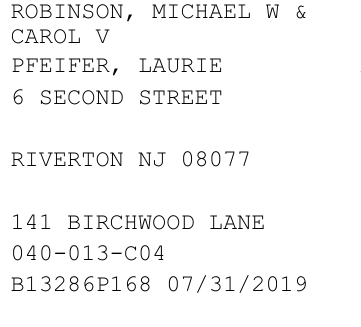 ROBINSON, MICHAEL W &
CAROL V
PFEIFER, LAURIE
6 SECOND STREET
RIVERTON NJ 08077
141 BIRCHWOOD LANE
040-013-C04
B13286P168 07/31/2019